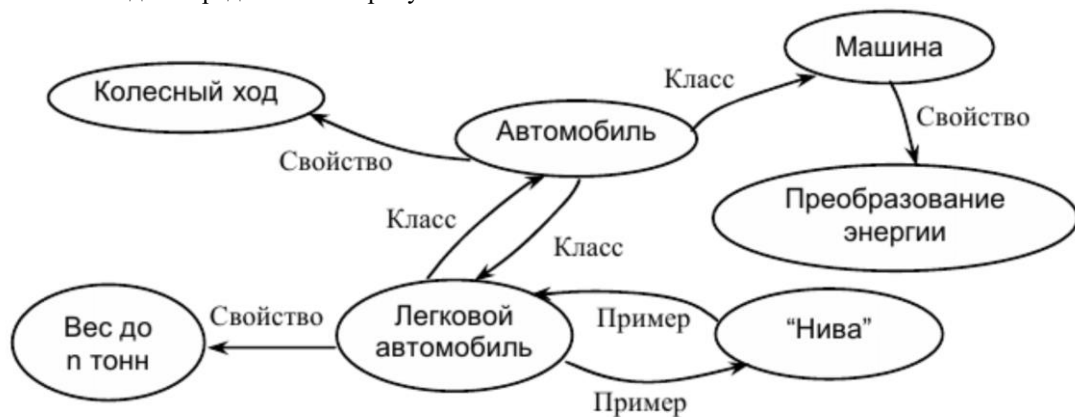 Машина
Класс
Колесный ход
Автомобиль
Свойство
Свойство
Преобразование
энергии
Класс
Класс
Вес до
n тонн
Свойство
Легковой
автомобиль
Пример
“Нива”
Пример